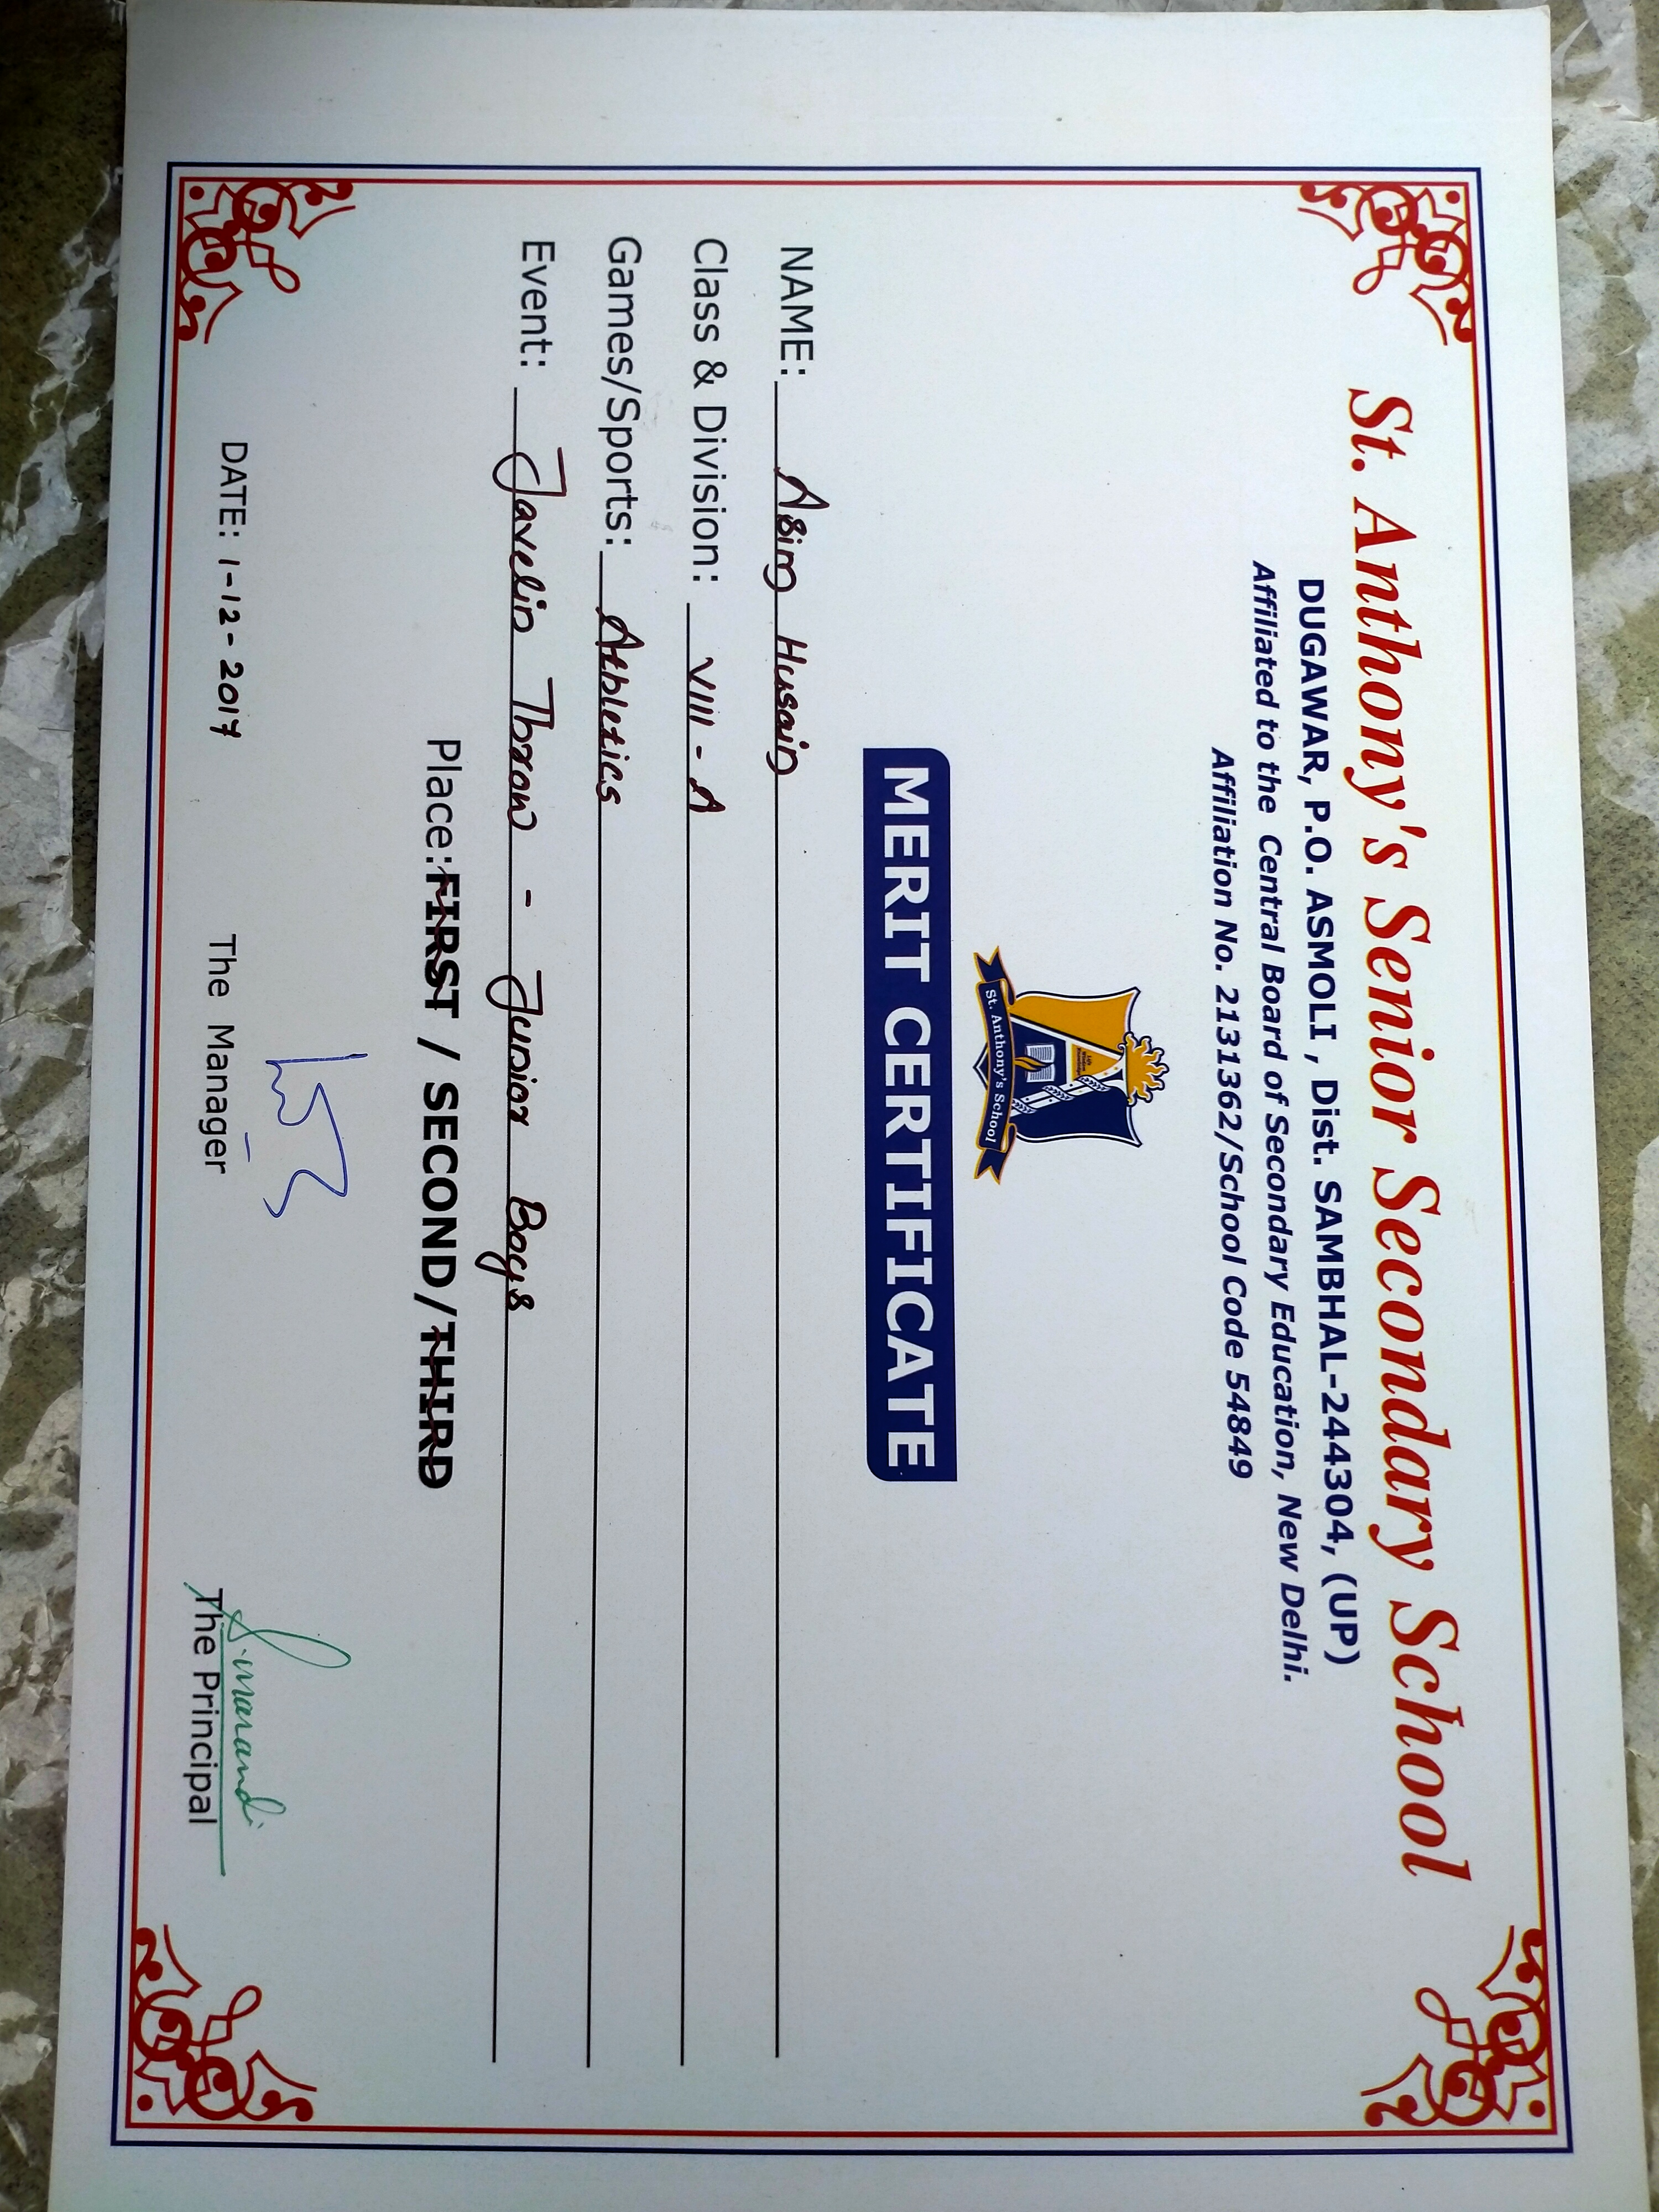 St. Anthony's Senior Secondary School
DUGAWAR, P.O. ASMOLI , Dist. SAMBHAL-244304, (UP)
Affiliated to the Central Board of Secondary Education, New Delhi.
Affiliation No. 2131362/School Code 54849
Life
Wisdom
Knowledge
St. Anthony's School
MERIT CERTIFICATE
NAME: Asim Husain
Class & Division: VIII - A
Games/Sports: Athletics
Event: Javelin Throw - Junior Boys
Place: FIRST / SECOND/THIRD
S. marandi
DATE: 1-12-2017 The Manager The Principal